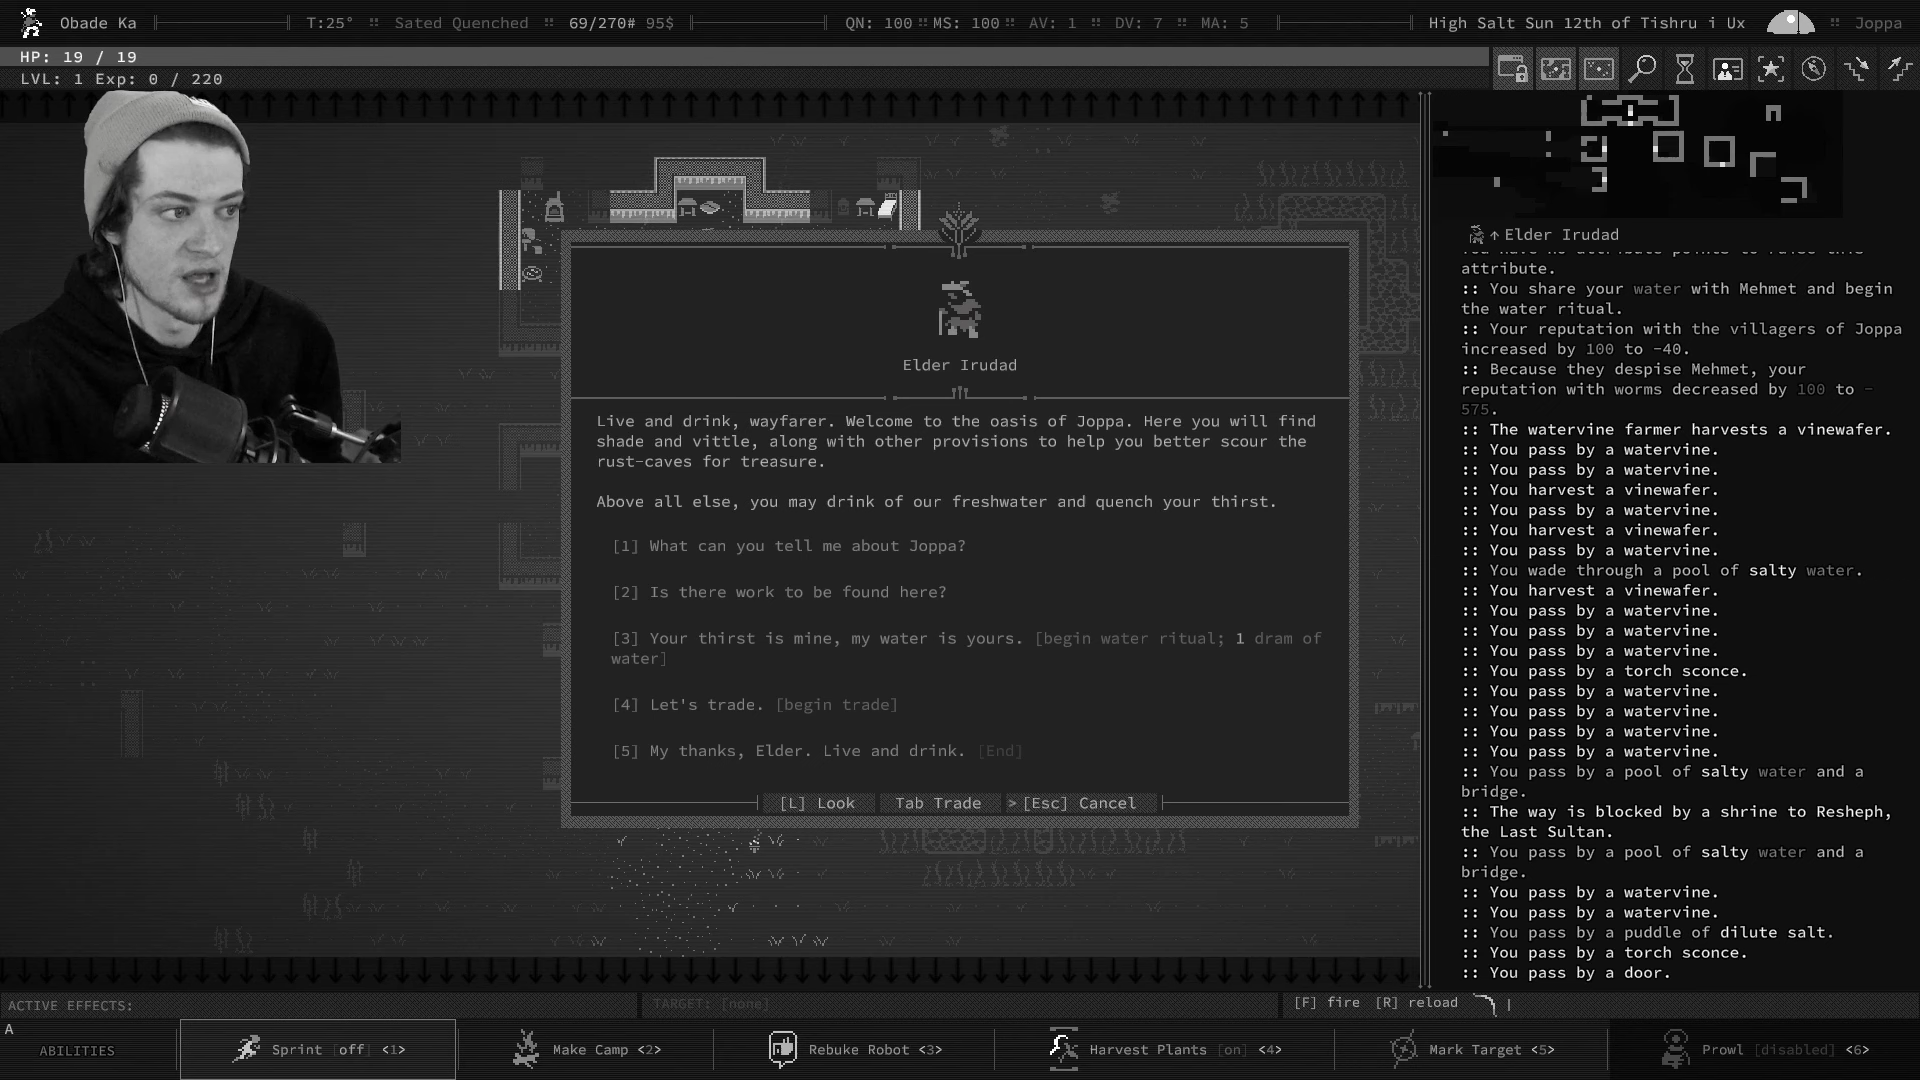 Obade Ka
T:25° :: Sated Quenched :: 69/270# 95$
QN: 100 :: MS: 100 :: AV: 1 :: DV: 7 :: MA: 5
High Salt Sun 12th of Tishru i Ux :: Joppa
HP: 19 / 19
LVL: 1 Exp: 0 / 220
Elder Irudad
Live and drink, wayfarer. Welcome to the oasis of Joppa. Here you will find
shade and vittle, along with other provisions to help you better scour the
rust-caves for treasure.
Above all else, you may drink of our freshwater and quench your thirst.
[1] What can you tell me about Joppa?
[2] Is there work to be found here?
[3] Your thirst is mine, my water is yours. [begin water ritual; 1 dram of
water]
[4] Let's trade. [begin trade]
[5] My thanks, Elder. Live and drink. [End]
[L] Look
Tab Trade
> [Esc] Cancel
↑ Elder Irudad
You have no attribute points to raise this
attribute.
:: You share your water with Mehmet and begin
the water ritual.
:: Your reputation with the villagers of Joppa
increased by 100 to -40.
:: Because they despise Mehmet, your
reputation with worms decreased by 100 to -
575.
:: The watervine farmer harvests a vinewafer.
:: You pass by a watervine.
:: You pass by a watervine.
:: You harvest a vinewafer.
:: You pass by a watervine.
:: You harvest a vinewafer.
:: You pass by a watervine.
:: You wade through a pool of salty water.
:: You harvest a vinewafer.
:: You pass by a watervine.
:: You pass by a watervine.
:: You pass by a watervine.
:: You pass by a torch sconce.
:: You pass by a watervine.
:: You pass by a watervine.
:: You pass by a watervine.
:: You pass by a watervine.
:: You pass by a pool of salty water and a
bridge.
:: The way is blocked by a shrine to Resheph,
the Last Sultan.
:: You pass by a pool of salty water and a
bridge.
:: You pass by a watervine.
:: You pass by a watervine.
:: You pass by a puddle of dilute salt.
:: You pass by a torch sconce.
:: You pass by a door.
ACTIVE EFFECTS:
TARGET: [none]
[F] fire [R] reload
A
ABILITIES
Sprint [off] <1>
Make Camp <2>
Rebuke Robot <3>
Harvest Plants [on] <4>
Mark Target <5>
Prowl [disabled] <6>